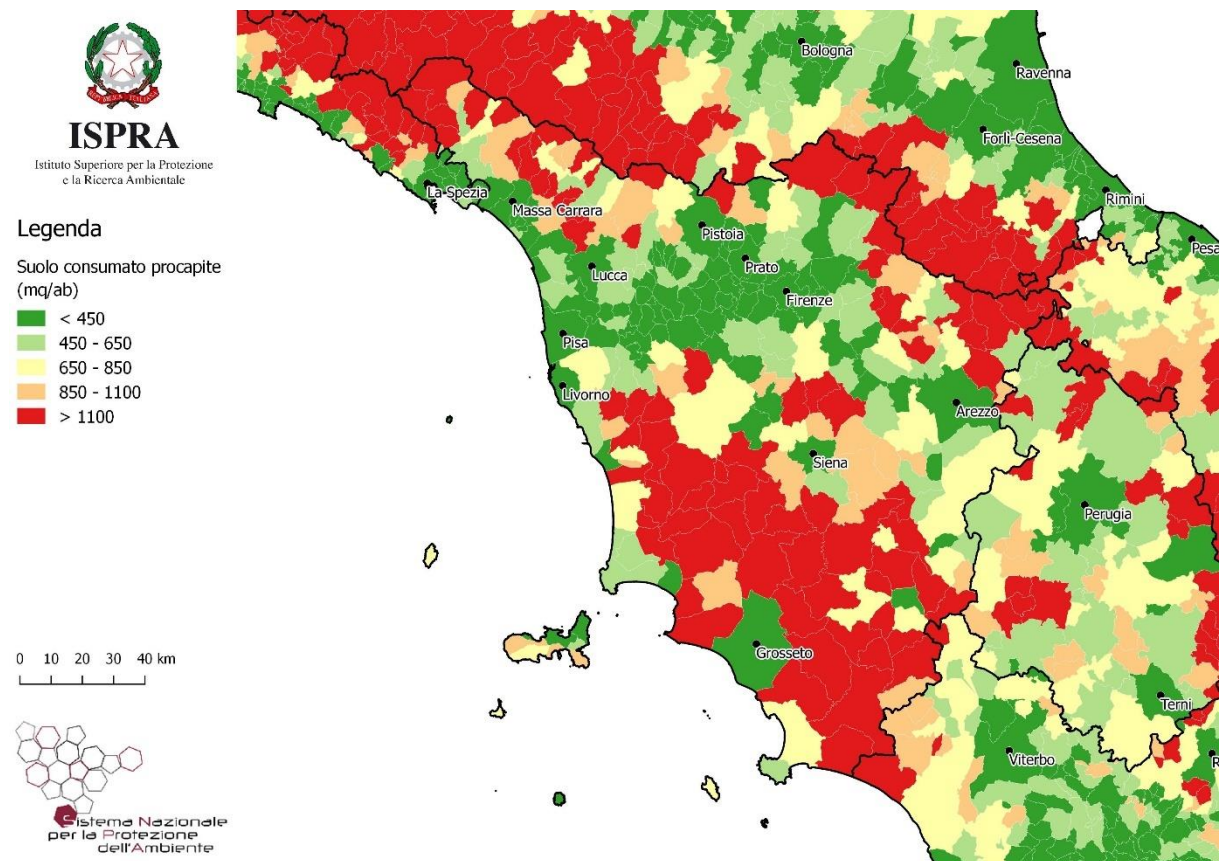 ISPRA
Istituto Superiore per la Protezione
e la Ricerca Ambientale
Legenda
Suolo consumato procapite
(mq/ab)
< 450
450 - 650
650 - 850
850 - 1100
> 1100
0 10 20 30 40 km
Sistema Nazionale
per la Protezione
dell'Ambiente
Bologna
Ravenna
Forlì-Cesena
La Spezia
Massa Carrara
Rimini
Pistoia
Pesa
Prato
Lucca
Firenze
Pisa
Livorno
Arezzo
Siena
Perugia
Grosseto
Terni
Viterbo
R